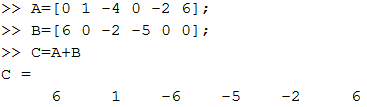 >> A=[0 1 -4 0 -2 6];
>> B=[6 0 -2 -5 0 0];
>> C=A+B
C =
6 1 -6 -5 -2 6